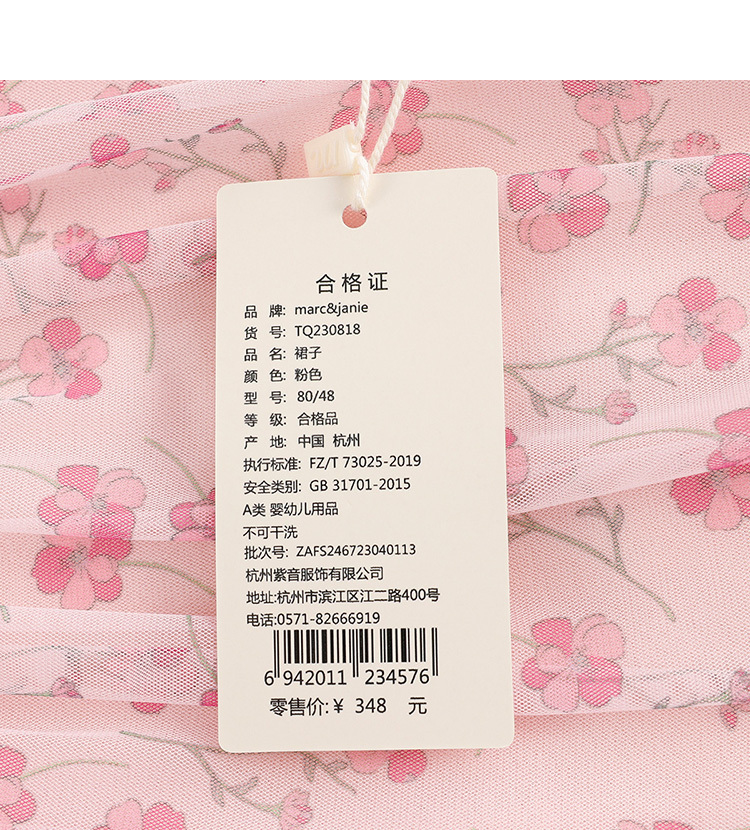 合格证
品 牌: marc&janie
货 号: TQ230818
品 名: 裙子
颜 色: 粉色
型 号: 80/48
等 级: 合格品
产 地: 中国 杭州
执行标准: FZ/T 73025-2019
安全类别: GB 31701-2015
A类 婴幼儿用品
不可干洗
批次号: ZAFS246723040113
杭州紫音服饰有限公司
地址:杭州市滨江区江二路400号
电话:0571-82666919
6 942011 234576
零售价:¥ 348 元